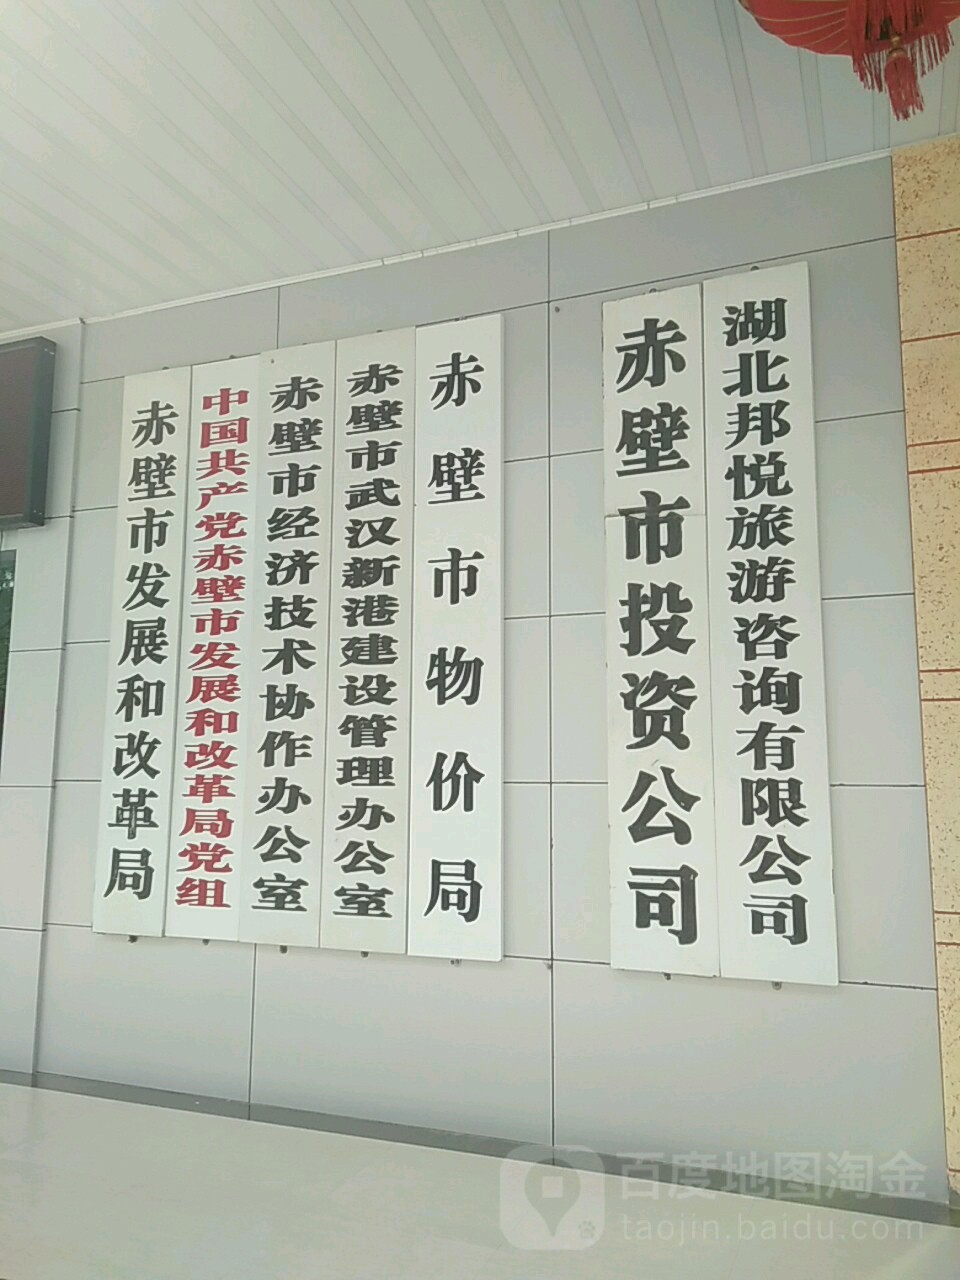 赤壁市发展和改革局
中国共产党赤壁市发展和改革局党组
赤壁市经济技术协作办公室
赤壁市武汉新港建设管理办公室
赤壁市物价局
赤壁市投资公司
湖北邦悦旅游咨询有限公司
百度地图淘金
taojin.baidu.com